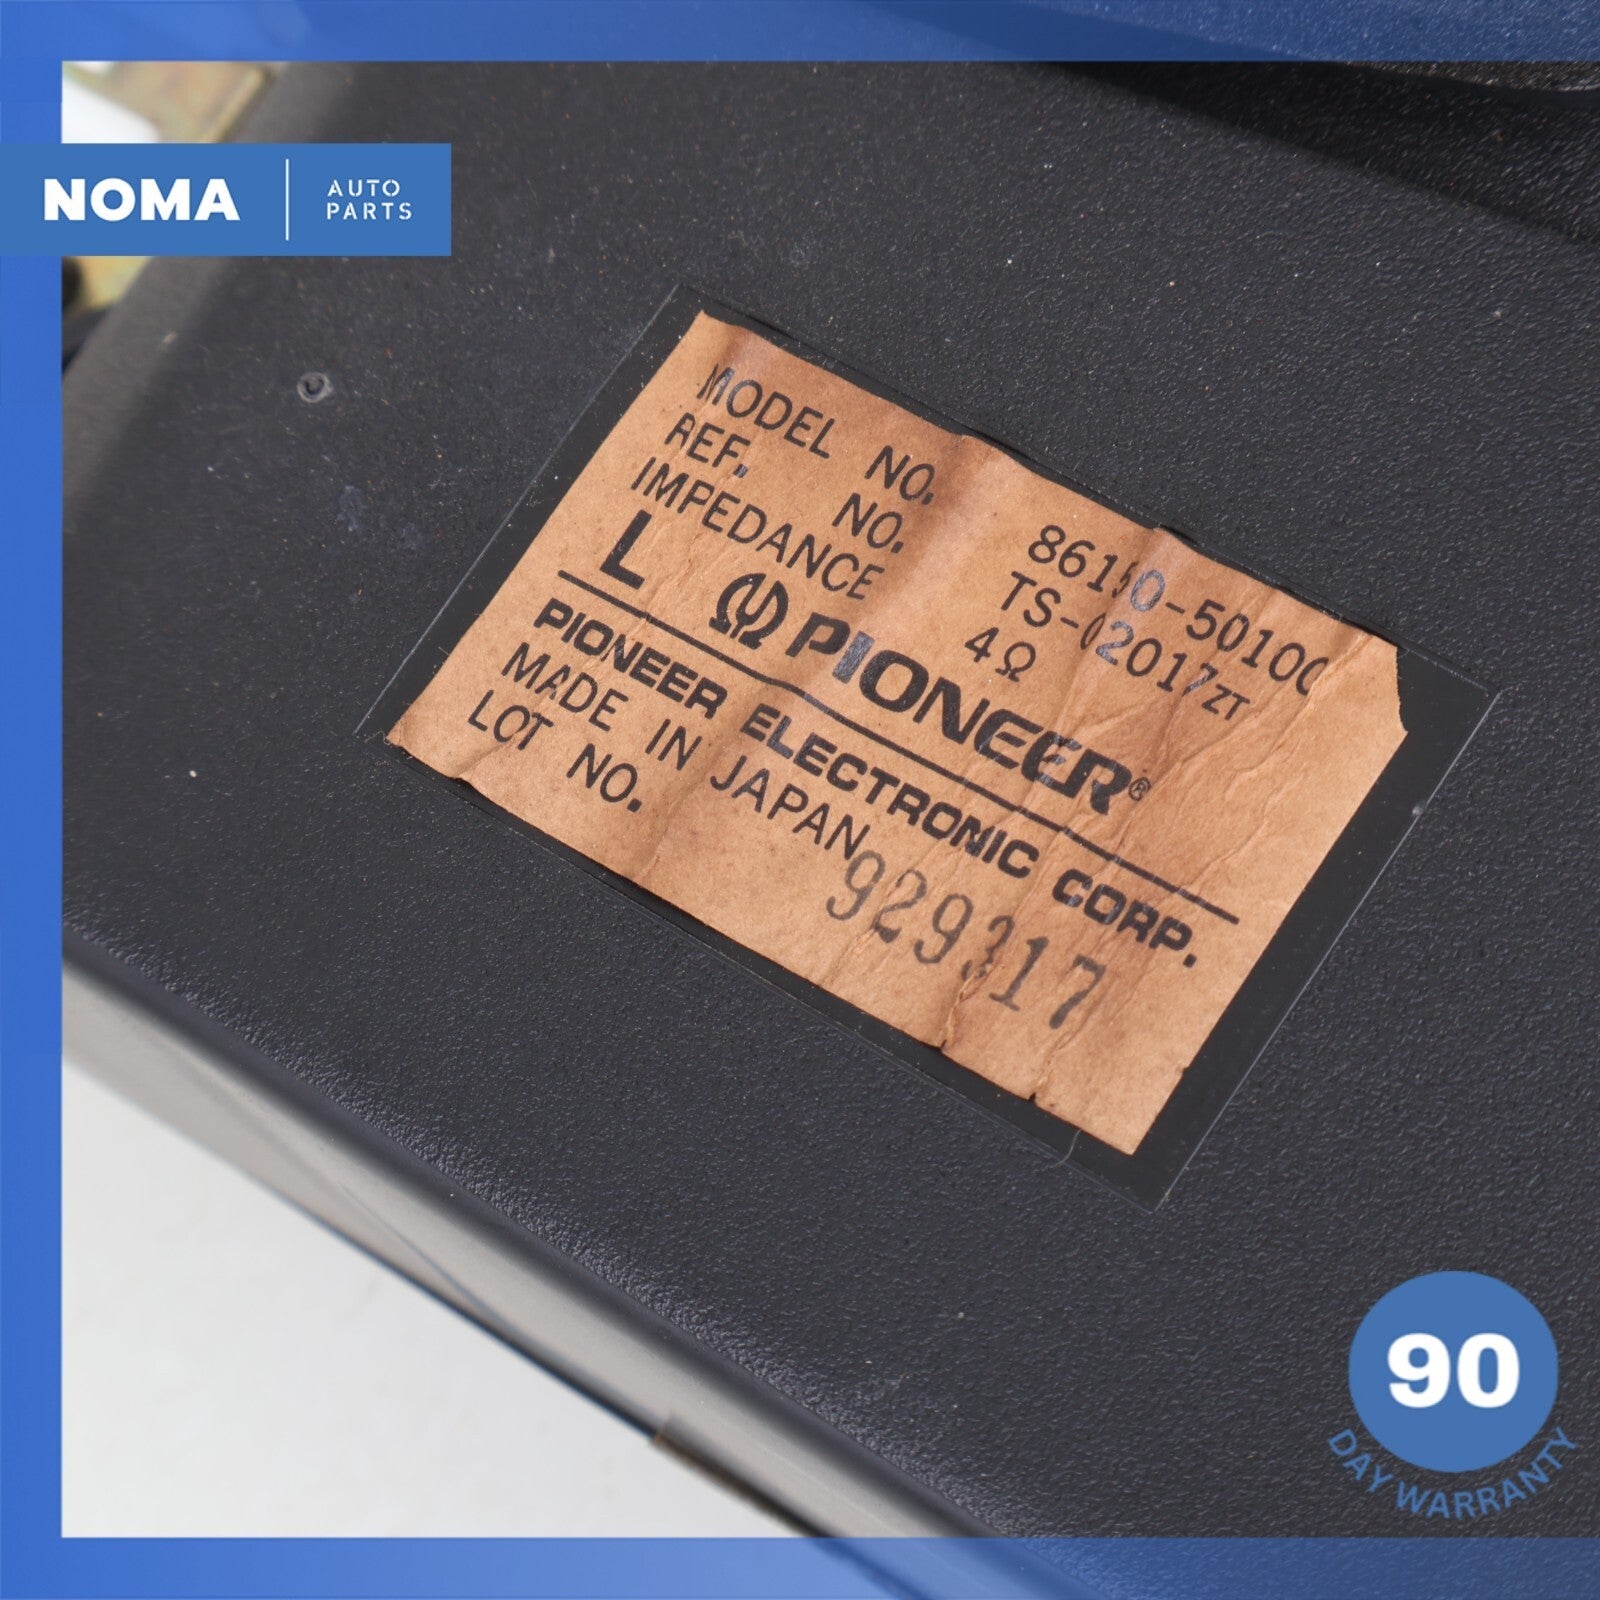 NOMA
AUTO
PARTS
MODEL NO. 86150-50100
REF. NO. TS-02017ZT
IMPEDANCE 4Ω
L PIONEER®
PIONEER ELECTRONIC CORP.
MADE IN JAPAN
LOT NO. 929317
90
DAY WARRANTY